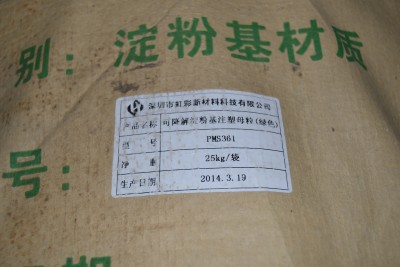 别：淀粉基材质
深圳市虹彩新材料科技有限公司
产品名称 可降解淀粉基注塑母粒(绿色)
型 号 PMS361
净 重 25kg/袋
生产日期 2014.3.19
号：